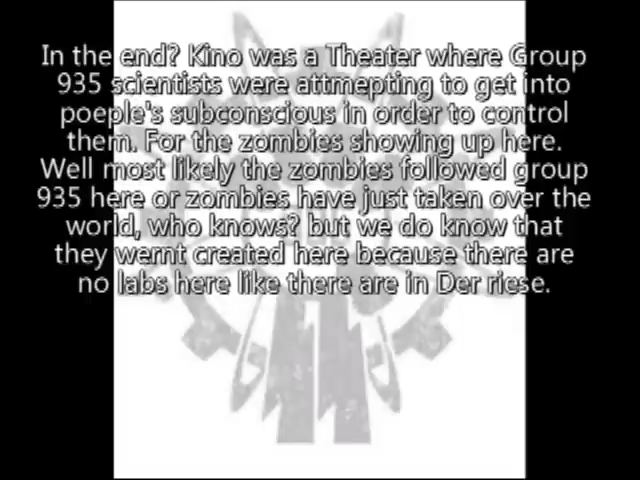 In the end? Kino was a Theater where Group
935 scientists were attmepting to get into
poeple's subconscious in order to control
them. For the zombies showing up here.
Well most likely the zombies followed group
935 here or zombies have just taken over the
world, who knows? but we do know that
they wernt created here because there are
no labs here like there are in Der riese.